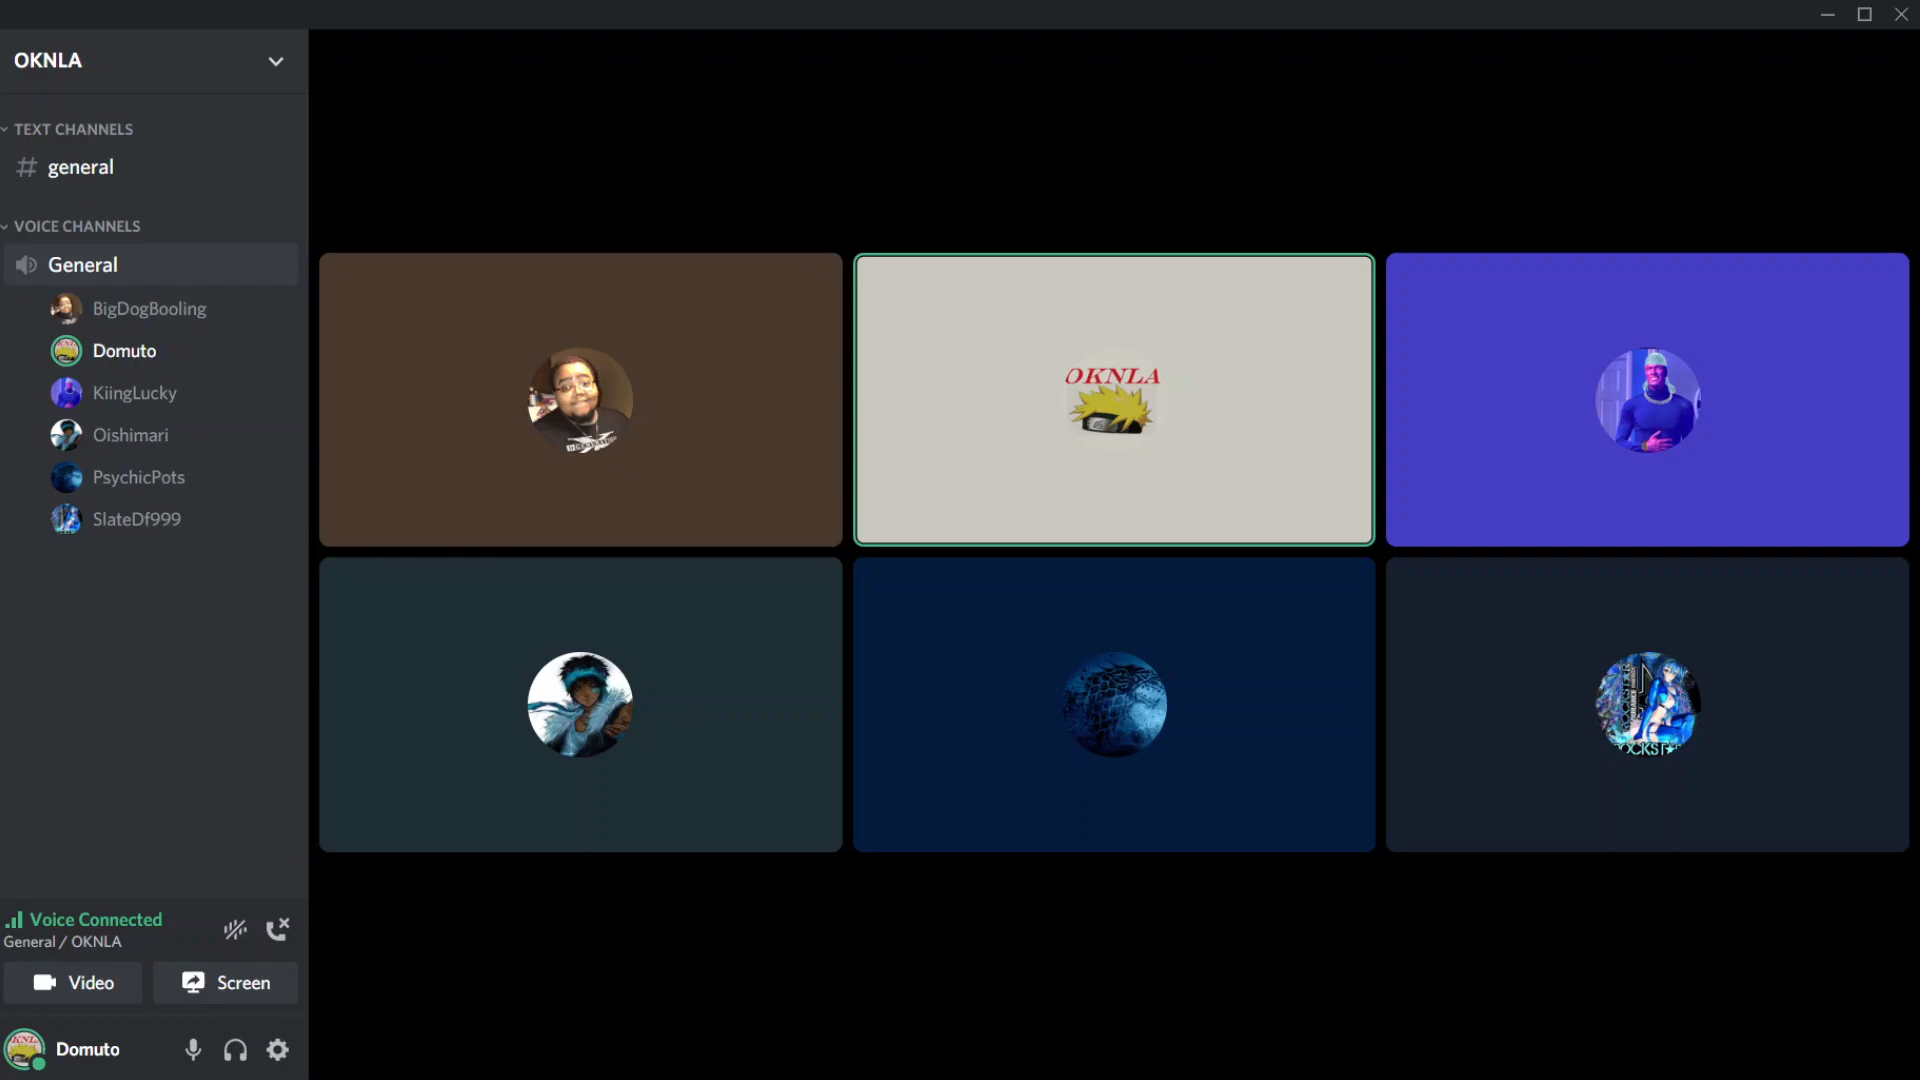 OKNLA
TEXT CHANNELS
general
VOICE CHANNELS
General
BigDogBooling
Domuto
KiingLucky
Oishimari
PsychicPots
SlateDf999
OKNLA
ROCKSTAR
Voice Connected
General / OKNLA
Video
Screen
Domuto